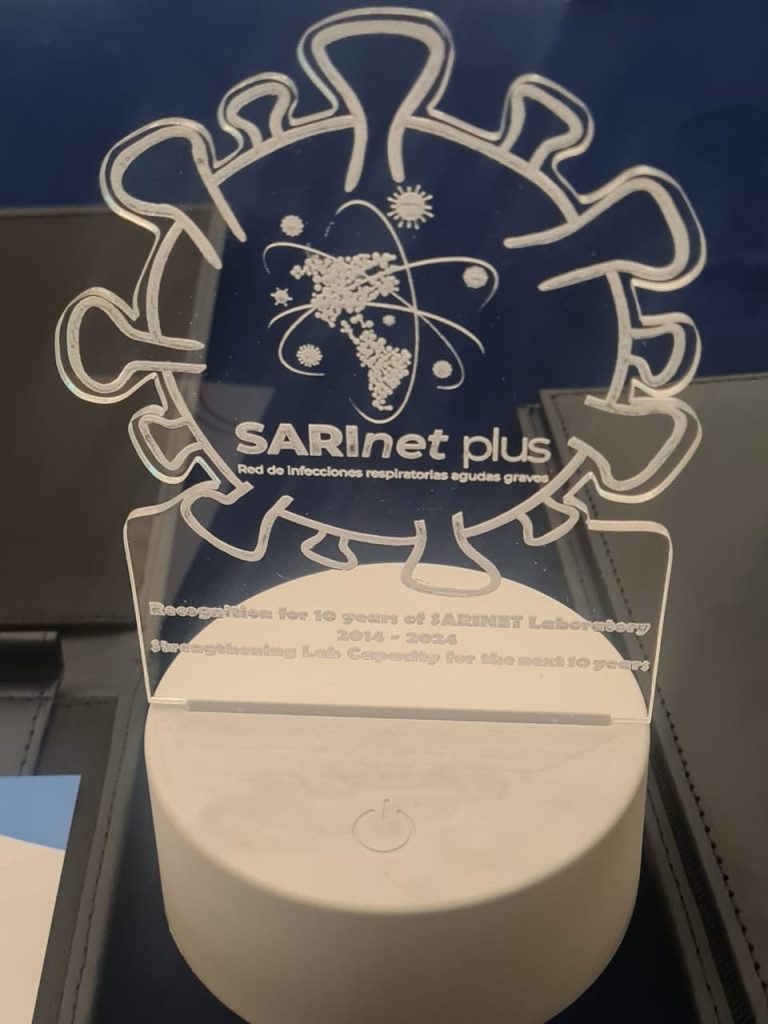 SARInet plus
Red de infecciones respiratorias agudas graves
Recognition for 10 years of SARINET Laboratory
2014 - 2024
Strengthening Lab Capacity for the next 10 years